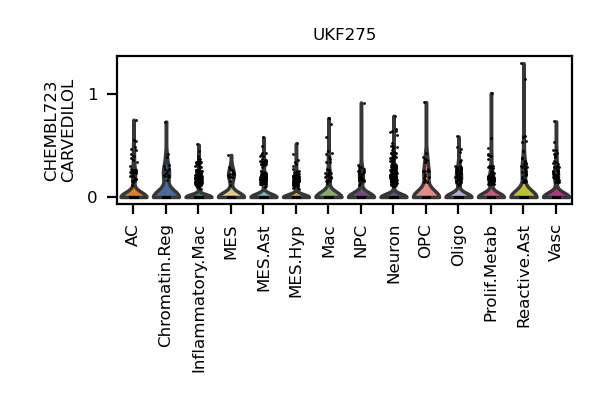 UKF275
CHEMBL723
CARVEDILOL
1
0
AC
Chromatin.Reg
Inflammatory.Mac
MES
MES.Ast
MES.Hyp
Mac
NPC
Neuron
OPC
Oligo
Prolif.Metab
Reactive.Ast
Vasc